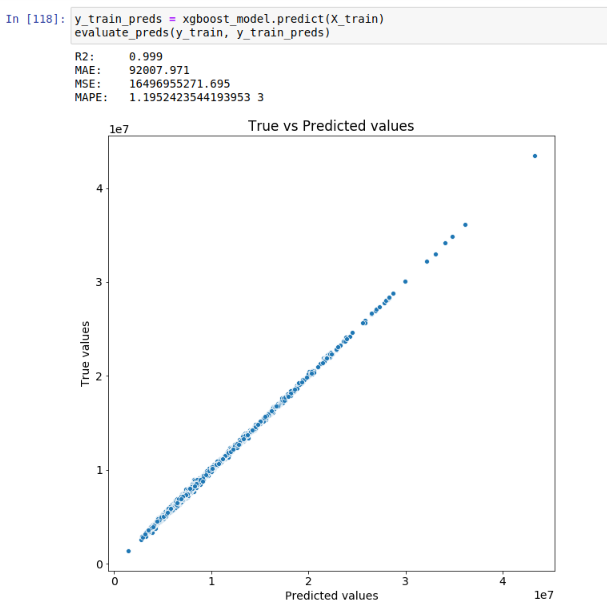 In [118]: y_train_preds = xgboost_model.predict(X_train)
evaluate_preds(y_train, y_train_preds)
R2: 0.999
MAE: 92007.971
MSE: 16496955271.695
MAPE: 1.1952423544193953 3
True vs Predicted values
1e7
4
3
2
1
0
True values
0 1 2 3 4
1e7
Predicted values